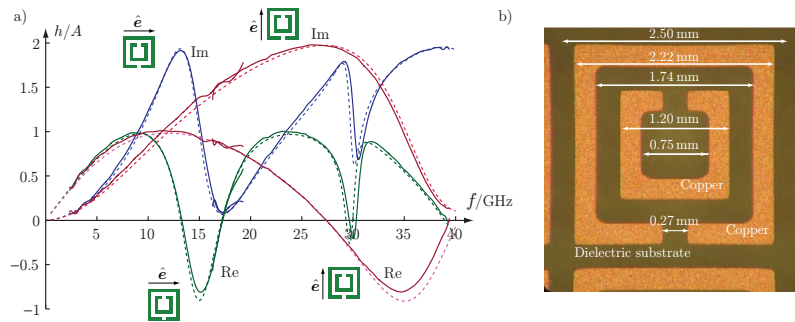 a)
h/A
ê
Im
ê
Im
2
1.5
1
0.5
0
−0.5
−1
5
10
15
20
25
30
35
40
f/GHz
Re
ê
ê
Re
b)
2.50 mm
2.22 mm
1.74 mm
1.20 mm
0.75 mm
Copper
0.27 mm
Copper
Dielectric substrate